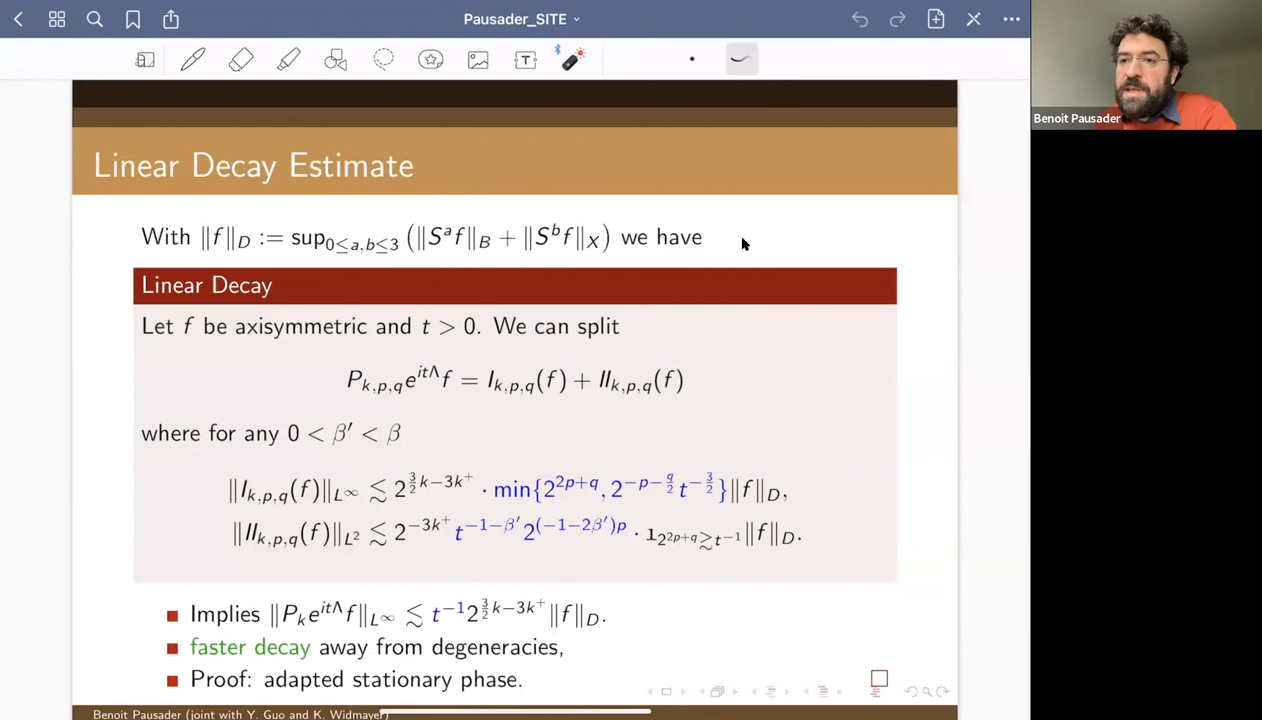 Pausader_SITE
Benoit Pausader
Linear Decay Estimate
With ‖f‖_D := sup_{0≤a,b≤3} (‖S^a f‖_B + ‖S^b f‖_X) we have
Linear Decay
Let f be axisymmetric and t > 0. We can split
P_{k,p,q}e^{itΛ}f = I_{k,p,q}(f) + II_{k,p,q}(f)
where for any 0 < β′ < β
‖I_{k,p,q}(f)‖_{L^∞} ≲ 2^{\frac{3}{2}k−3k^+} · min{2^{2p+q}, 2^{−p−\frac{q}{2}} t^{−\frac{3}{2}}}‖f‖_D,
‖II_{k,p,q}(f)‖_{L^2} ≲ 2^{−3k^+} t^{−1−β′} 2^{(−1−2β′)p} · 1_{2^{2p+q}≳t^{−1}} ‖f‖_D.
Implies ‖P_k e^{itΛ}f‖_{L^∞} ≲ t^{−1}2^{\frac{3}{2}k−3k^+}‖f‖_D.
faster decay away from degeneracies,
Proof: adapted stationary phase.
Benoit Pausader (joint with Y. Guo and K. Widmayer)